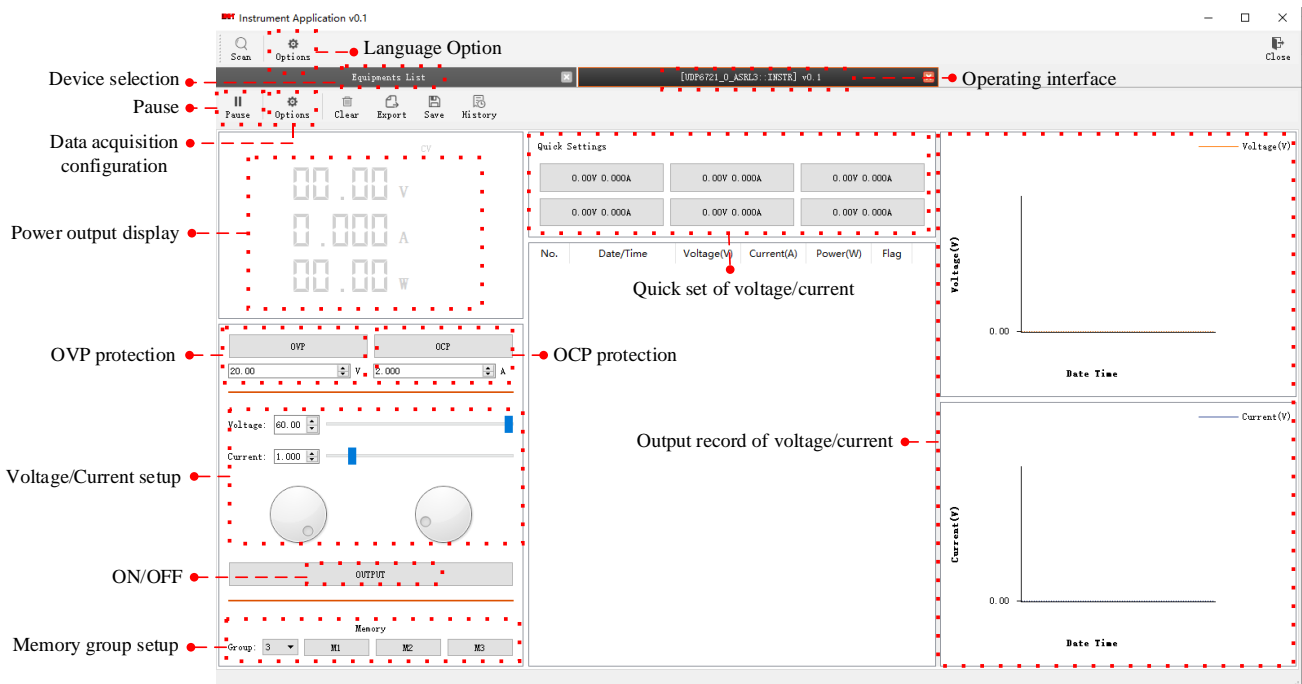 Instrument Application v0.1
Scan
Options
Language Option
Close
Device selection
Equipments List
[UDP6721_0_ASRL3::INSTR] v0.1
Operating interface
Pause
Pause
Options
Clear
Export
Save
History
Data acquisition
configuration
CV
00.00 V
0.000 A
00.00 W
Power output display
Quick Settings
0.00V 0.000A
0.00V 0.000A
0.00V 0.000A
0.00V 0.000A
0.00V 0.000A
0.00V 0.000A
No.
Date/Time
Voltage(V)
Current(A)
Power(W)
Flag
Quick set of voltage/current
Voltage(V)
Voltage(V)
0.00
Date Time
OVP protection
OVP
OCP
OCP protection
20.00
V
2.000
A
Voltage:
60.00
Current:
1.000
Voltage/Current setup
Output record of voltage/current
Current(V)
Current(V)
0.00
Date Time
ON/OFF
OUTPUT
Memory
Memory group setup
Group:
3
M1
M2
M3